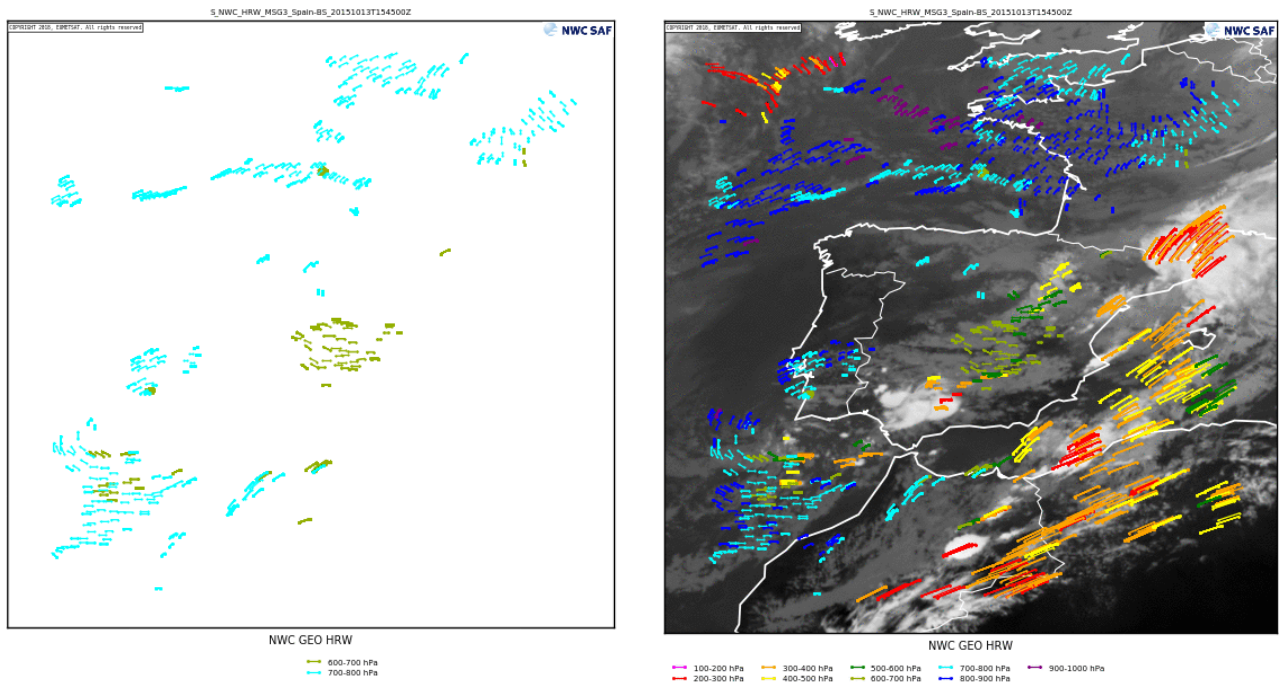 S_NWC_HRW_MSG3_Spain-BS_20151013T154500Z
COPYRIGHT 2018, EUMETSAT. All rights reserved
NWC SAF
NWC GEO HRW
600-700 hPa
700-800 hPa
S_NWC_HRW_MSG3_Spain-BS_20151013T154500Z
COPYRIGHT 2018, EUMETSAT. All rights reserved
NWC SAF
NWC GEO HRW
100-200 hPa 300-400 hPa 500-600 hPa 700-800 hPa 900-1000 hPa
200-300 hPa 400-500 hPa 600-700 hPa 800-900 hPa